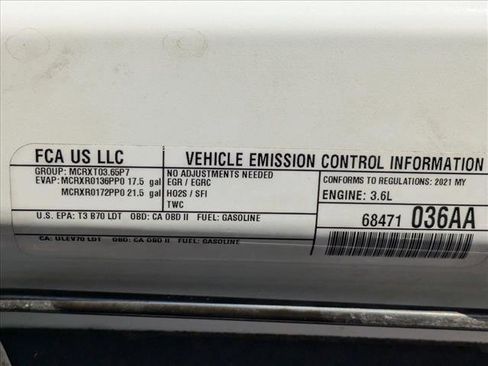 FCA US LLC
VEHICLE EMISSION CONTROL INFORMATION
GROUP: MCRXT03.65P7
EVAP: MCRXR0136PP0 17.5 gal
MCRXR0172PP0 21.5 gal
NO ADJUSTMENTS NEEDED
EGR / EGRC
HO2S / SFI
TWC
CONFORMS TO REGULATIONS: 2021 MY
ENGINE: 3.6L
68471 036AA
U.S. EPA: T3 B70 LDT OBD: CA OBD II FUEL: GASOLINE
CA: ULEV70 LDT OBD: CA OBD II FUEL: GASOLINE